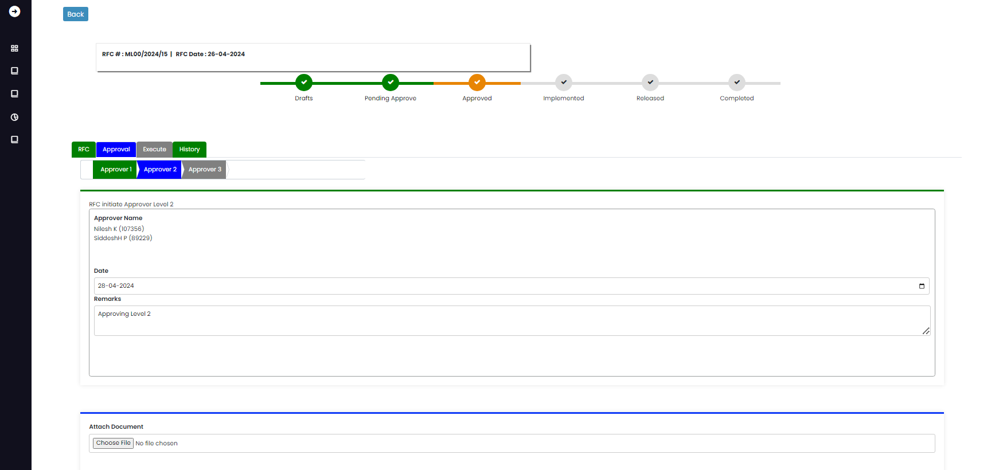 Back
RFC # : ML00/2024/15 | RFC Date : 26-04-2024
Drafts Pending Approve Approved Implemented Released Completed
RFC Approval Execute History
Approver 1 Approver 2 Approver 3
RFC initiate Approver Level 2
Approver Name
Nilesh K (107356)
SiddeshH P (89229)
Date
28-04-2024
Remarks
Approving Level 2
Attach Document
Choose File No file chosen